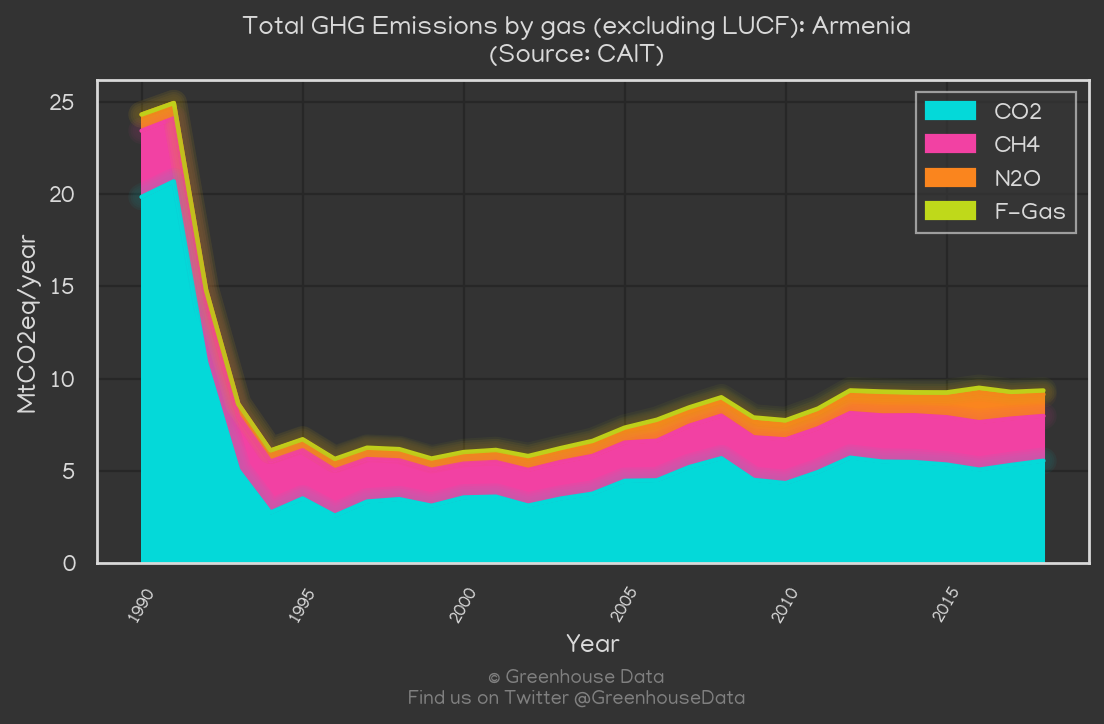 Total GHG Emissions by gas (excluding LUCF): Armenia
(Source: CAIT)
CO2
CH4
N2O
F-Gas
MtCO2eq/year
25
20
15
10
5
0
1990
1995
2000
2005
2010
2015
Year
© Greenhouse Data
Find us on Twitter @GreenhouseData